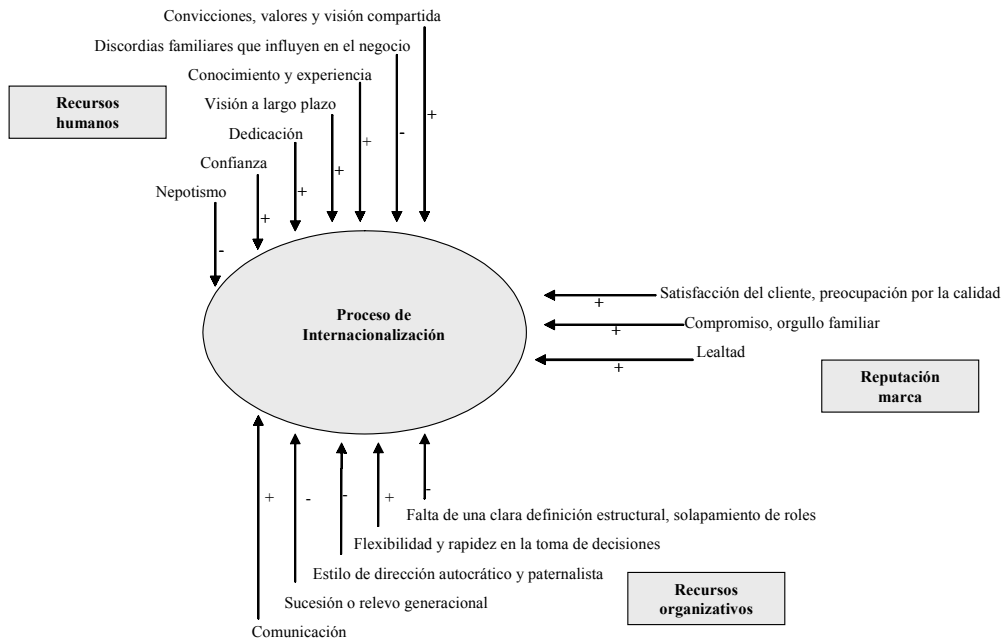 Convicciones, valores y visión compartida
Discordias familiares que influyen en el negocio
Conocimiento y experiencia
Recursos
humanos
Visión a largo plazo
Dedicación
Confianza
Nepotismo
+
-
+
+
+
+
-
Proceso de
Internacionalización
Satisfacción del cliente, preocupación por la calidad
+
Compromiso, orgullo familiar
+
Lealtad
+
Reputación
marca
+
-
-
+
-
Falta de una clara definición estructural, solapamiento de roles
Flexibilidad y rapidez en la toma de decisiones
Estilo de dirección autocrático y paternalista
Recursos
organizativos
Sucesión o relevo generacional
Comunicación